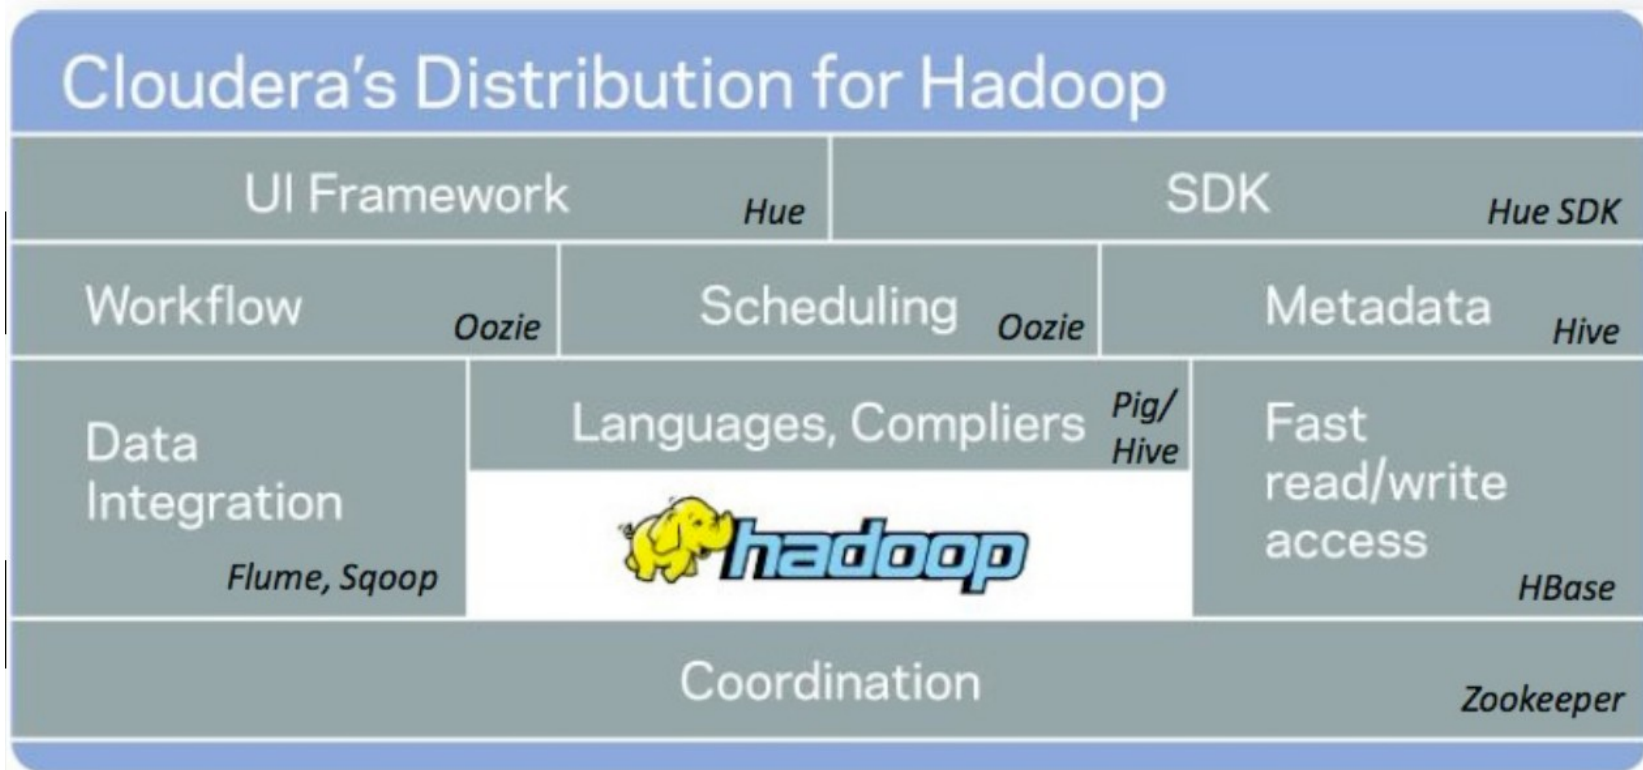 Cloudera's Distribution for Hadoop
UI Framework
Hue
SDK
Hue SDK
Workflow
Oozie
Scheduling
Oozie
Metadata
Hive
Data
Integration
Flume, Sqoop
Languages, Compliers
Pig/
Hive
hadoop
Fast
read/write
access
HBase
Coordination
Zookeeper